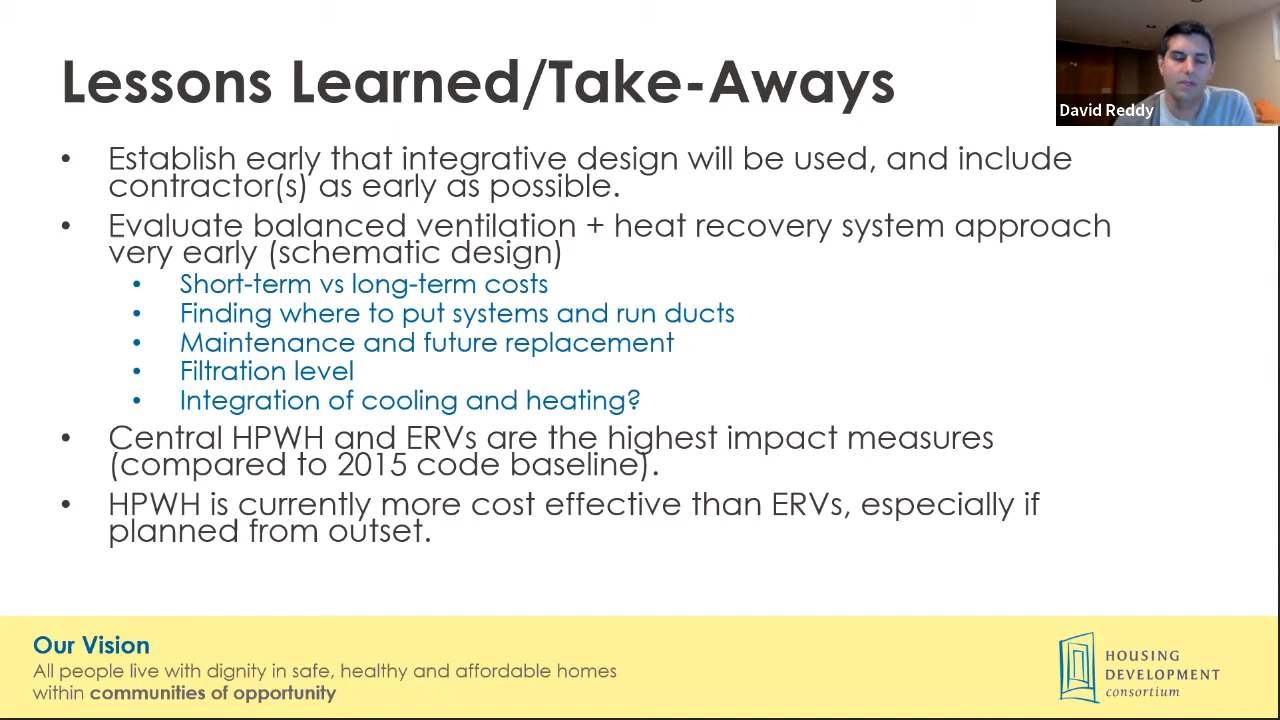 Lessons Learned/Take-Aways
David Reddy
• Establish early that integrative design will be used, and include
contractor(s) as early as possible.
• Evaluate balanced ventilation + heat recovery system approach
very early (schematic design)
• Short-term vs long-term costs
• Finding where to put systems and run ducts
• Maintenance and future replacement
• Filtration level
• Integration of cooling and heating?
• Central HPWH and ERVs are the highest impact measures
(compared to 2015 code baseline).
• HPWH is currently more cost effective than ERVs, especially if
planned from outset.
Our Vision
All people live with dignity in safe, healthy and affordable homes
within communities of opportunity
HOUSING
DEVELOPMENT
consortium